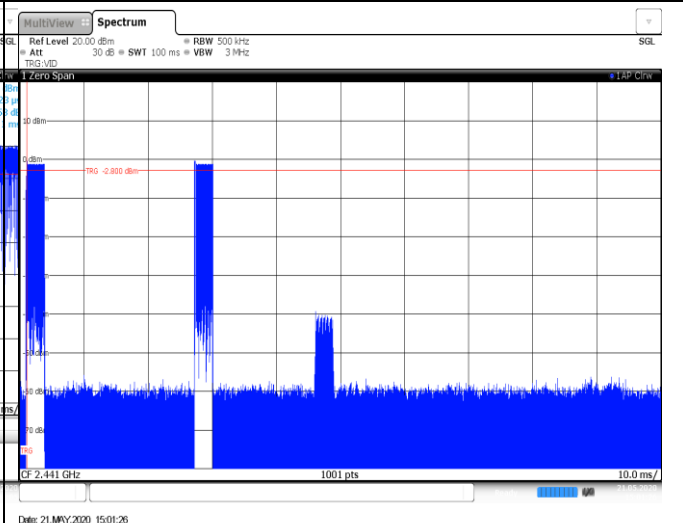 MultiView Spectrum
SGL Ref Level 20.00 dBm RBW 500 kHz SGL
Att 30 dB SWT 100 ms VBW 3 MHz
TRG:VID
1 Zero Span 1AP Clrw
10 dBm
0 dBm
TRG -2.800 dBm
TRG
CF 2.441 GHz 1001 pts 10.0 ms/
Date: 21.MAY.2020 15:01:26